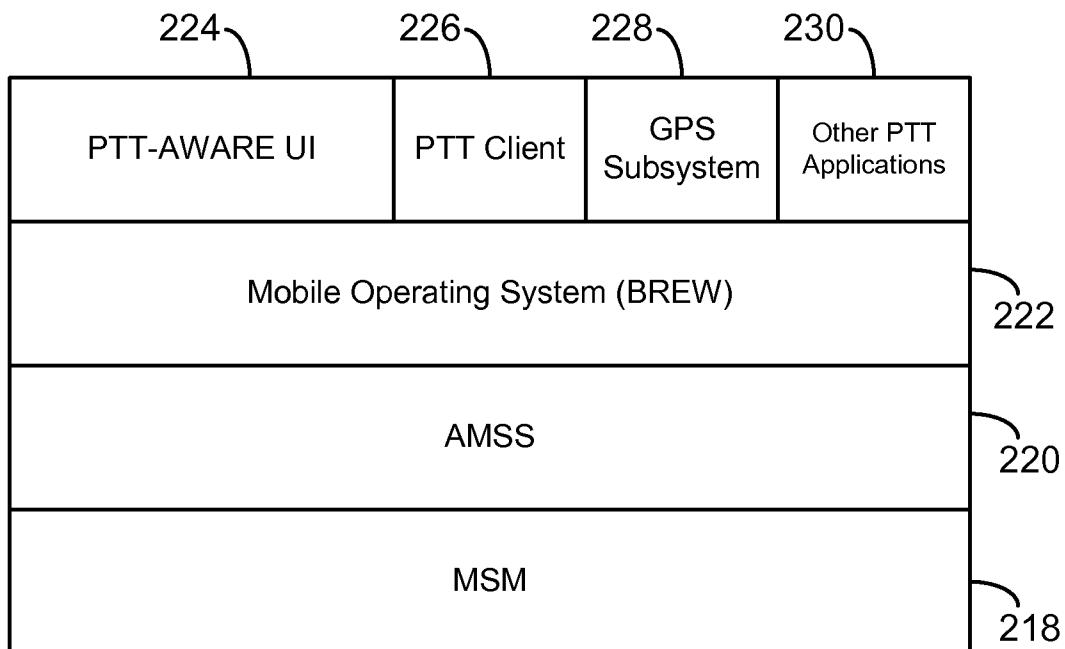 224 226 228 230
PTT-AWARE UI
PTT Client
GPS
Subsystem
Other PTT
Applications
Mobile Operating System (BREW)
222
AMSS
220
MSM
218